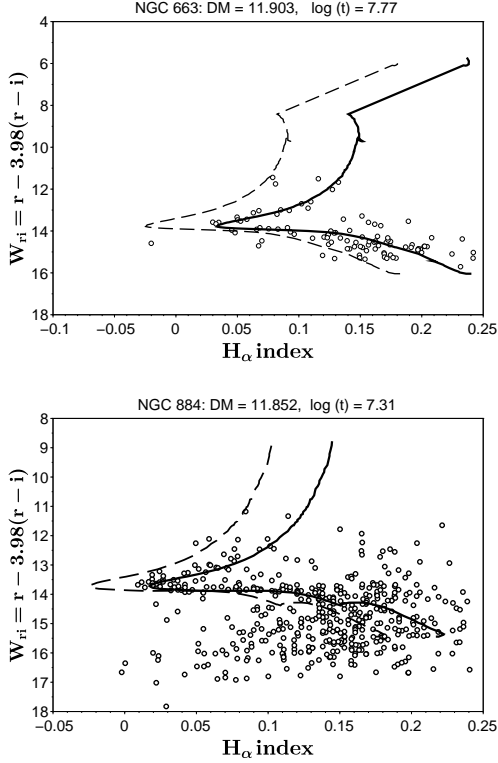 NGC 663: DM = 11.903, log (t) = 7.77
4
6
8
10
12
14
16
18
W_ri = r − 3.98(r − i)
−0.1 −0.05 0 0.05 0.1 0.15 0.2 0.25
H_α index
NGC 884: DM = 11.852, log (t) = 7.31
8
9
10
11
12
13
14
15
16
17
18
W_ri = r − 3.98(r − i)
−0.05 0 0.05 0.1 0.15 0.2 0.25
H_α index